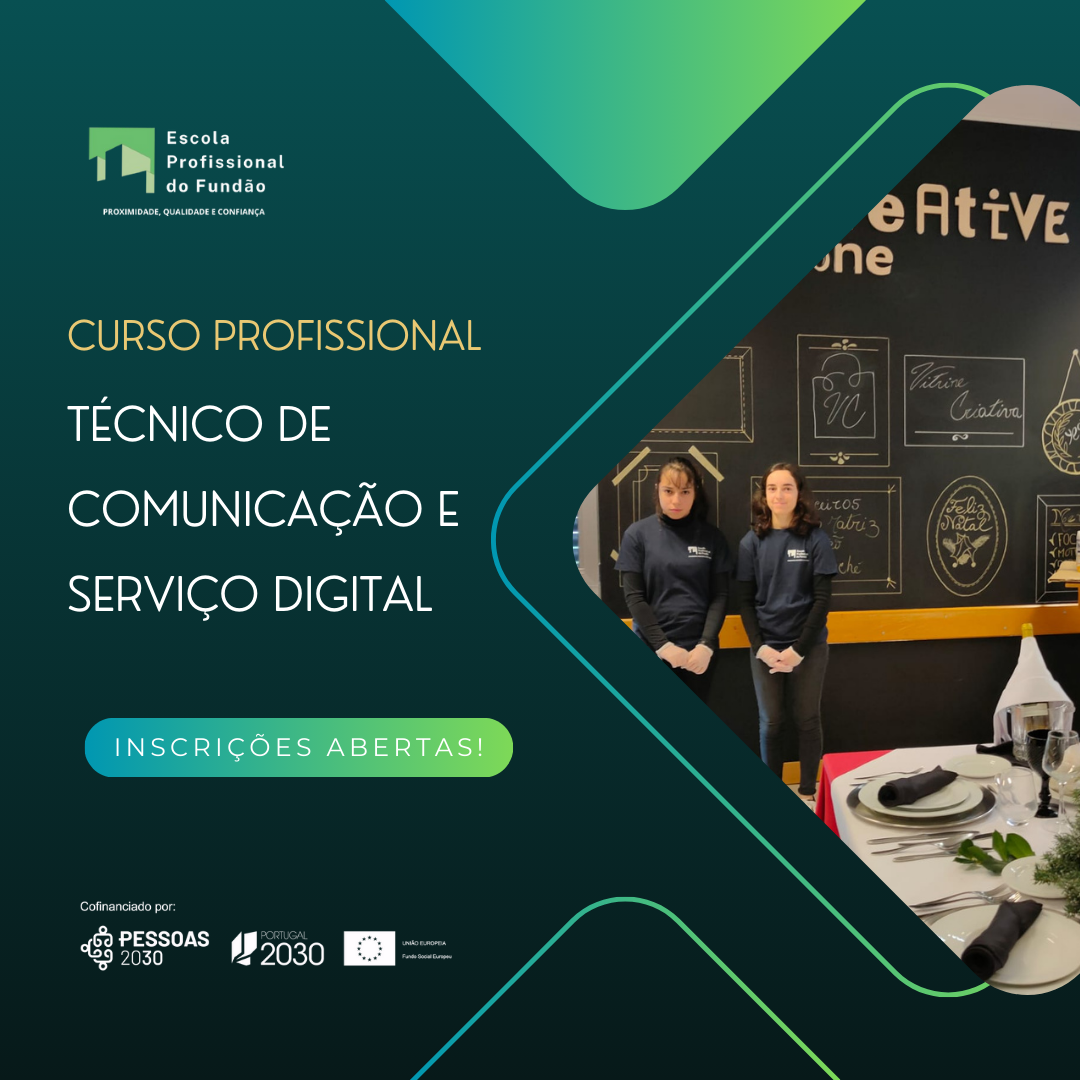 Escola
Profissional
do Fundão
PROXIMIDADE, QUALIDADE E CONFIANÇA
CURSO PROFISSIONAL
TÉCNICO DE
COMUNICAÇÃO E
SERVIÇO DIGITAL
INSCRIÇÕES ABERTAS!
Cofinanciado por:
PESSOAS
2030
PORTUGAL
2030
UNIÃO EUROPEIA
Fundo Social Europeu
eAtiVE
VC
Vitrine
Criativa
Feliz
Natal